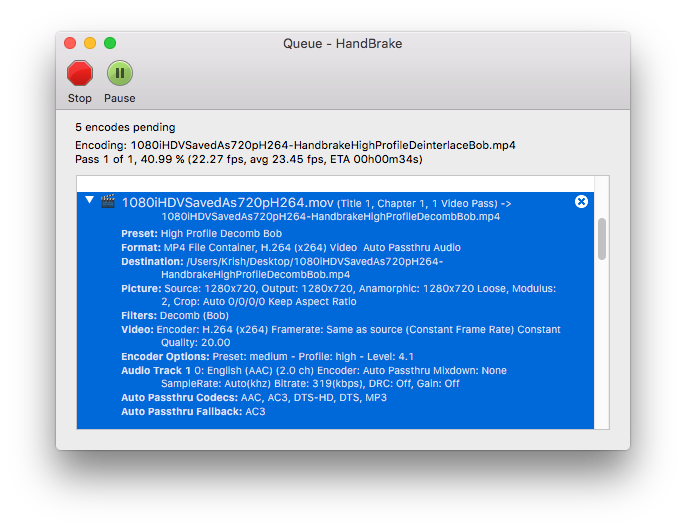 Queue - HandBrake
Stop Pause
5 encodes pending
Encoding: 1080iHDVSavedAs720pH264-HandbrakeHighProfileDeinterlaceBob.mp4
Pass 1 of 1, 40.99 % (22.27 fps, avg 23.45 fps, ETA 00h00m34s)
1080iHDVSavedAs720pH264.mov (Title 1, Chapter 1, 1 Video Pass) ->
1080iHDVSavedAs720pH264-HandbrakeHighProfileDecombBob.mp4
Preset: High Profile Decomb Bob
Format: MP4 File Container, H.264 (x264) Video  Auto Passthru Audio
Destination: /Users/Krish/Desktop/1080iHDVSavedAs720pH264-
HandbrakeHighProfileDecombBob.mp4
Picture: Source: 1280x720, Output: 1280x720, Anamorphic: 1280x720 Loose, Modulus:
2, Crop: Auto 0/0/0/0 Keep Aspect Ratio
Filters: Decomb (Bob)
Video: Encoder: H.264 (x264) Framerate: Same as source (Constant Frame Rate) Constant
Quality: 20.00
Encoder Options: Preset: medium - Profile: high - Level: 4.1
Audio Track 1 0: English (AAC) (2.0 ch) Encoder: Auto Passthru Mixdown: None
SampleRate: Auto(khz) Bitrate: 319(kbps), DRC: Off, Gain: Off
Auto Passthru Codecs: AAC, AC3, DTS-HD, DTS, MP3
Auto Passthru Fallback: AC3